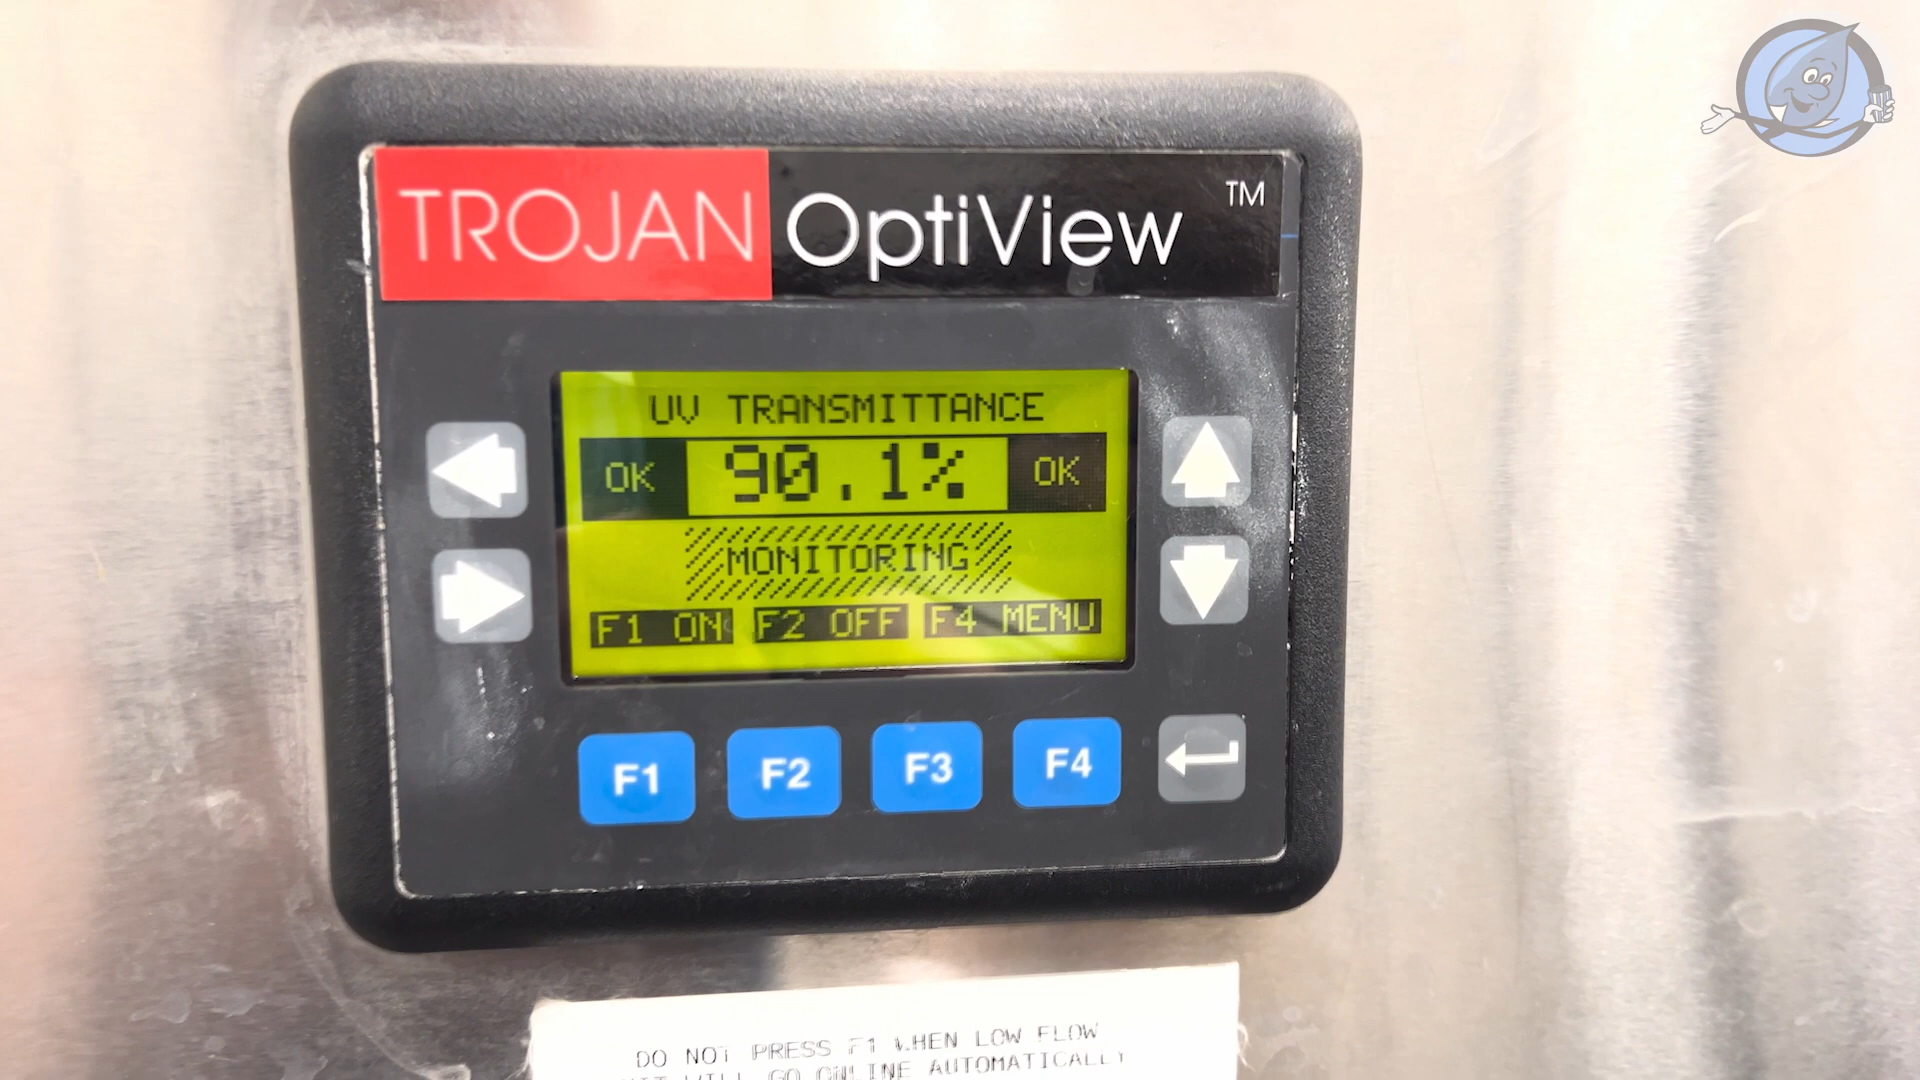 TROJAN OptiView ™
UV TRANSMITTANCE
OK 90.1% OK
MONITORING
F1 ON F2 OFF F4 MENU
F1 F2 F3 F4
DO NOT PRESS F1 WHEN LOW FLOW
WILL GO ONLINE AUTOMATICALLY